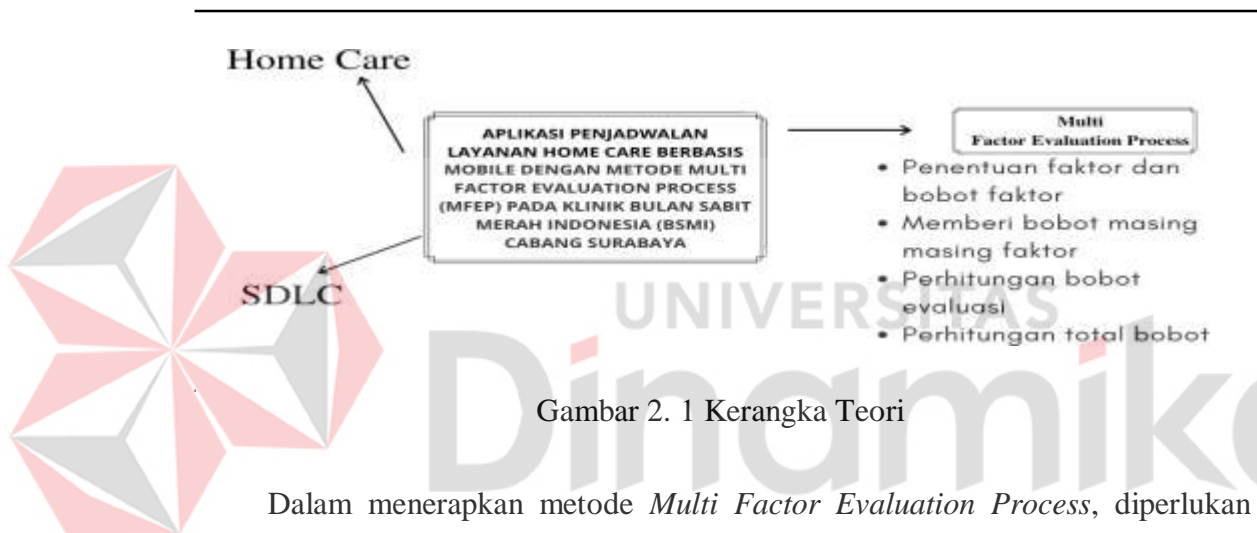 Home Care
APLIKASI PENJADWALAN
LAYANAN HOME CARE BERBASIS
MOBILE DENGAN METODE MULTI
FACTOR EVALUATION PROCESS
(MFEP) PADA KLINIK BULAN SABIT
MERAH INDONESIA (BSMI)
CABANG SURABAYA
SDLC
Multi
Factor Evaluation Process
• Penentuan faktor dan
bobot faktor
• Memberi bobot masing
masing faktor
• Perhitungan bobot
evaluasi
• Perhitungan total bobot
UNIVERSITAS
Dinamika
Gambar 2. 1 Kerangka Teori
Dalam menerapkan metode Multi Factor Evaluation Process, diperlukan